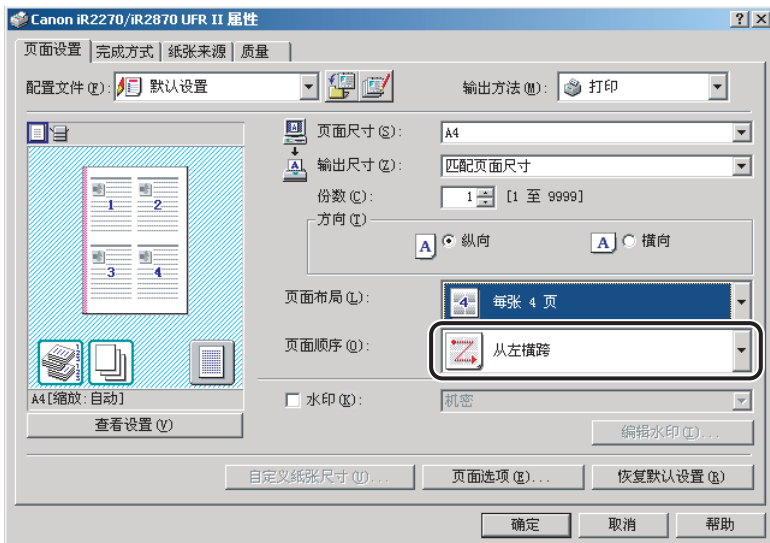 Canon iR2270/iR2870 UFR II 属性
页面设置 完成方式 纸张来源 质量
配置文件(F): 默认设置 输出方法(M): 打印
页面尺寸(S): A4
输出尺寸(Z): 匹配页面尺寸
份数(C): 1 [1 至 9999]
方向(T)
A 纵向 A 横向
1 2
3 4
页面布局(L): 4 每张 4 页
页面顺序(O): 从左横跨
A4[缩放:自动]
水印(K): 机密
查看设置(V) 编辑水印(I)...
自定义纸张尺寸(U)... 页面选项(E)... 恢复默认设置(R)
确定 取消 帮助